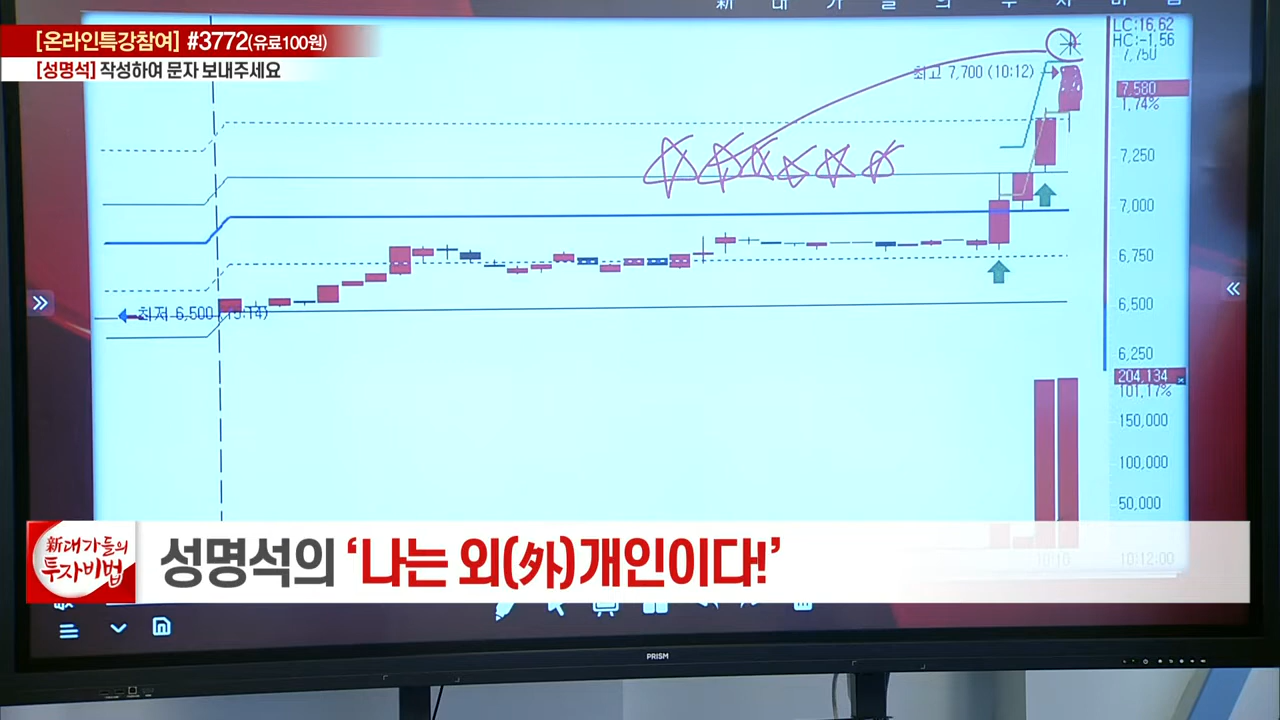 新 대 가 들 의 투 자 비 법
[온라인특강참여] #3772(유료100원)
[성명석] 작성하여 문자 보내주세요
LC:16,62
HC:-1,56
7,750
최고 7,700 (10:12)
7,580
1,74%
7,250
7,000
6,750
6,500
최저 6,500
6,250
204,134
101,17%
150,000
100,000
50,000
10:10
10:12:00
新대가들의
투자비법
성명석의 ‘나는 외(外)개인이다!’
PRISM